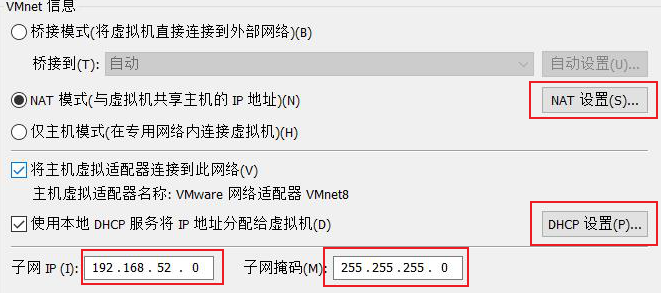 VMnet 信息
桥接模式(将虚拟机直接连接到外部网络)(B)
桥接到(T): 自动 自动设置(U)...
NAT 模式(与虚拟机共享主机的 IP 地址)(N) NAT 设置(S)...
仅主机模式(在专用网络内连接虚拟机)(H)
将主机虚拟适配器连接到此网络(V)
主机虚拟适配器名称: VMware 网络适配器 VMnet8
使用本地 DHCP 服务将 IP 地址分配给虚拟机(D) DHCP 设置(P)...
子网 IP (I): 192 .168 . 52 . 0 子网掩码(M): 255 .255 .255 . 0